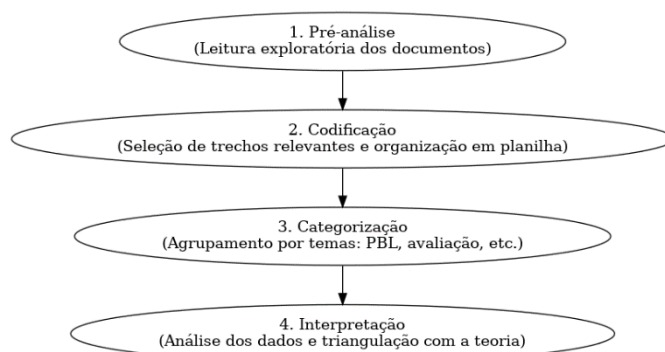 1. Pré-análise
(Leitura exploratória dos documentos)
2. Codificação
(Seleção de trechos relevantes e organização em planilha)
3. Categorização
(Agrupamento por temas: PBL, avaliação, etc.)
4. Interpretação
(Análise dos dados e triangulação com a teoria)